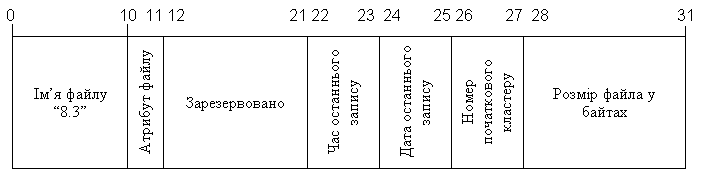 0 10 11 12 21 22 23 24 25 26 27 28 31
Ім’я файлу
“8.3”
Атрибут файлу
Зарезервовано
Час останнього
запису
Дата останнього
запису
Номер
початкового
кластеру
Розмір файла у
байтах